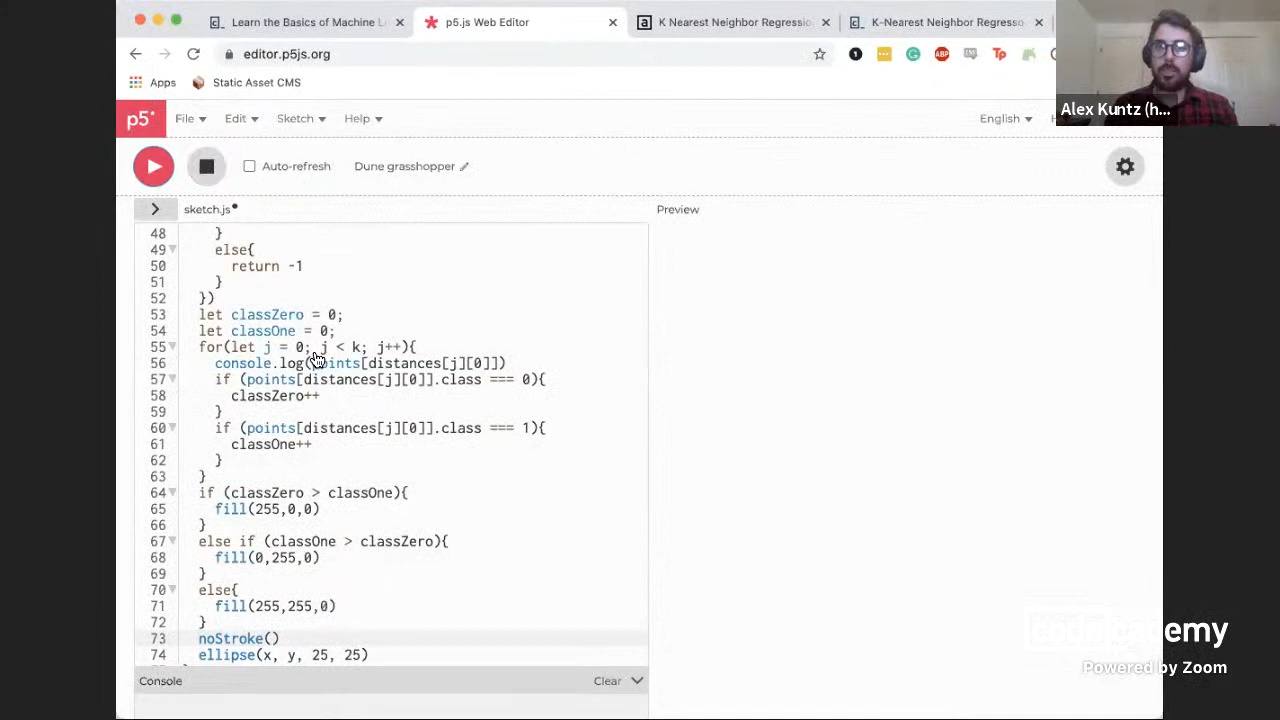 Learn the Basics of Machine L
p5.js Web Editor
K Nearest Neighbor Regressio
K-Nearest Neighbor Regresso
editor.p5js.org
Apps
Static Asset CMS
Alex Kuntz (h...
p5*
File
Edit
Sketch
Help
English
Auto-refresh
Dune grasshopper
sketch.js
Preview
48 }
49 else{
50 return -1
51 }
52 })
53 let classZero = 0;
54 let classOne = 0;
55 for(let j = 0; j < k; j++){
56 console.log(points[distances[j][0]])
57 if (points[distances[j][0]].class === 0){
58 classZero++
59 }
60 if (points[distances[j][0]].class === 1){
61 classOne++
62 }
63 }
64 if (classZero > classOne){
65 fill(255,0,0)
66 }
67 else if (classOne > classZero){
68 fill(0,255,0)
69 }
70 else{
71 fill(255,255,0)
72 }
73 noStroke()
74 ellipse(x, y, 25, 25)
Console
Clear
codecademy
Powered by Zoom